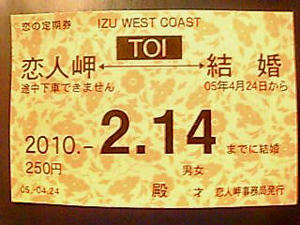 恋の定期券 IZU WEST COAST
TOI
恋人岬 ←→ 結婚
途中下車できません 05年4月24日から
2010.-2.14 までに結婚
250円 男女
05.-04.24 殿 才 恋人岬事務局発行